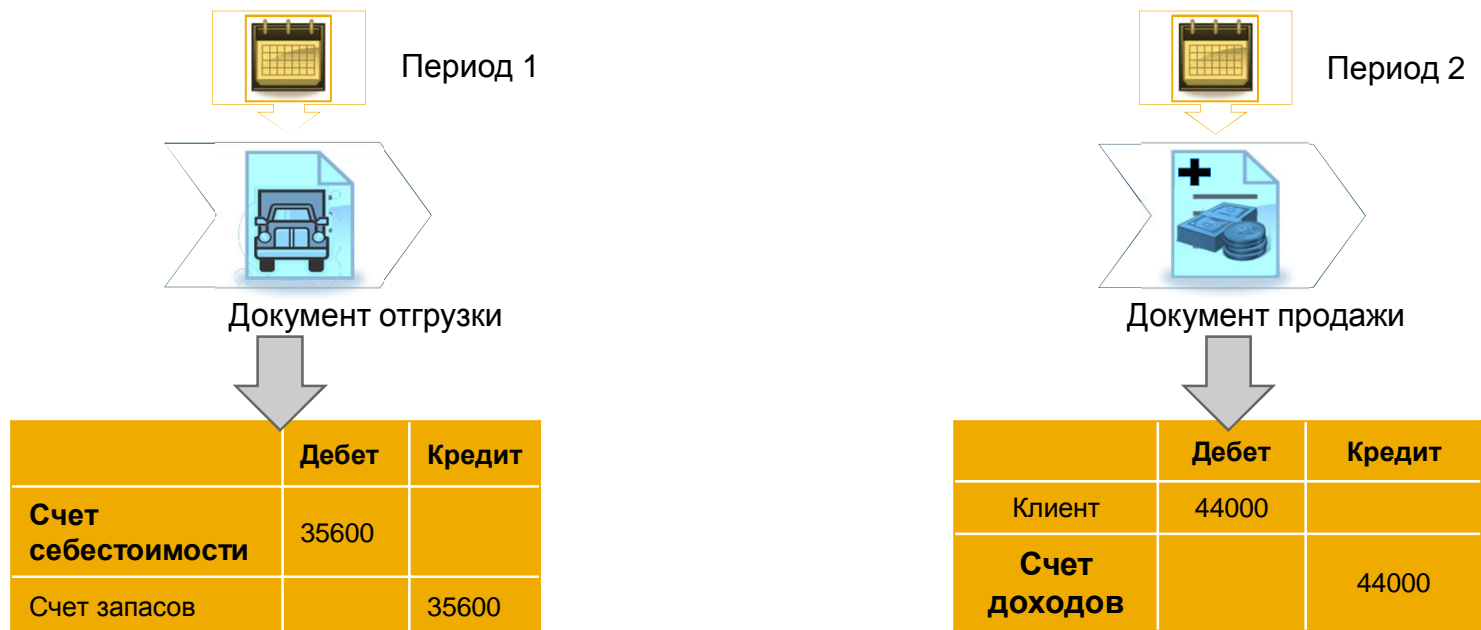 Период 1
Документ отгрузки
Дебет Кредит
Счет
себестоимости 35600
Счет запасов 35600
Период 2
Документ продажи
Дебет Кредит
Клиент 44000
Счет
доходов 44000